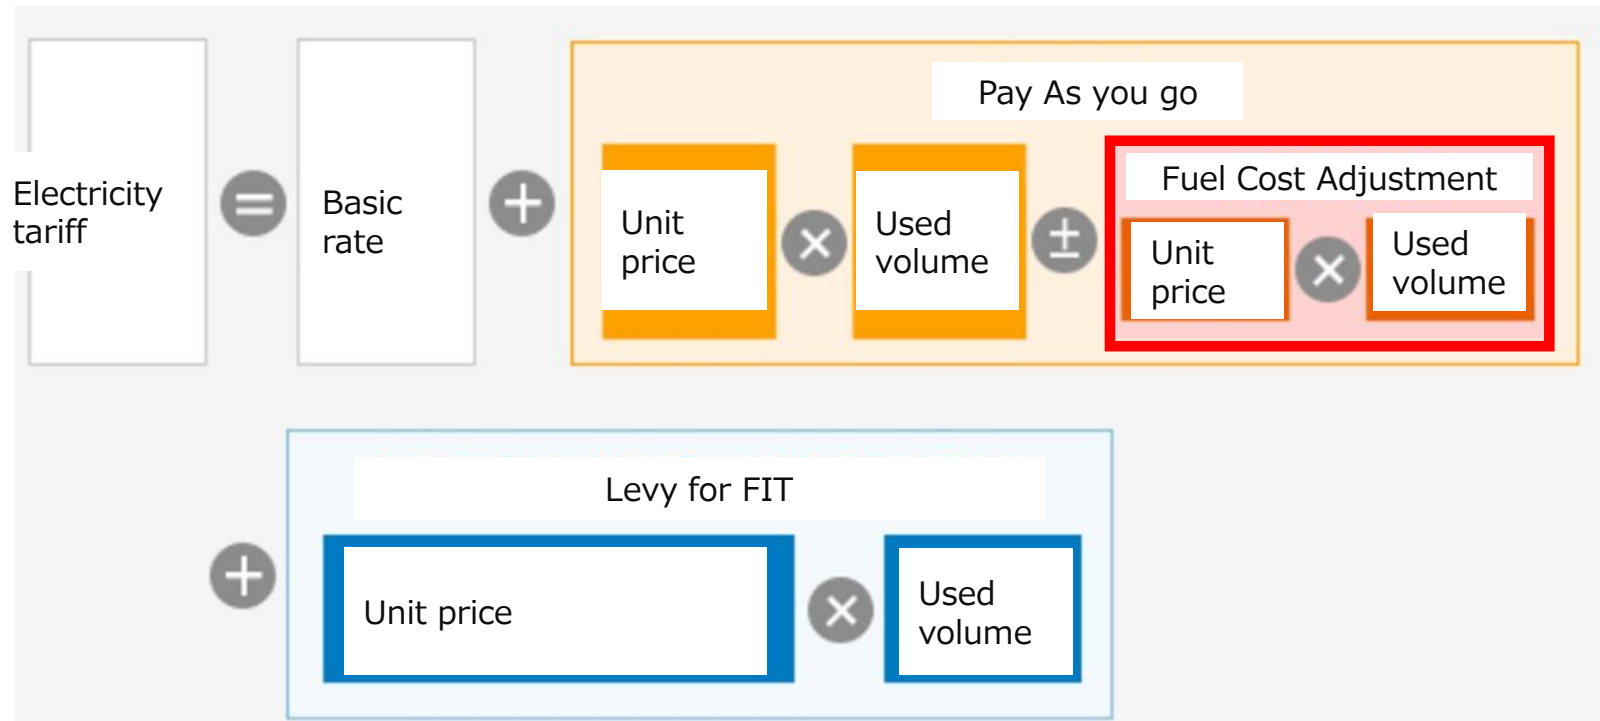 Pay As you go
Fuel Cost Adjustment
Electricity
tariff
=
Basic
rate
+
Unit
price
×
Used
volume
±
Unit
price
×
Used
volume
Levy for FIT
+
Unit price
×
Used
volume